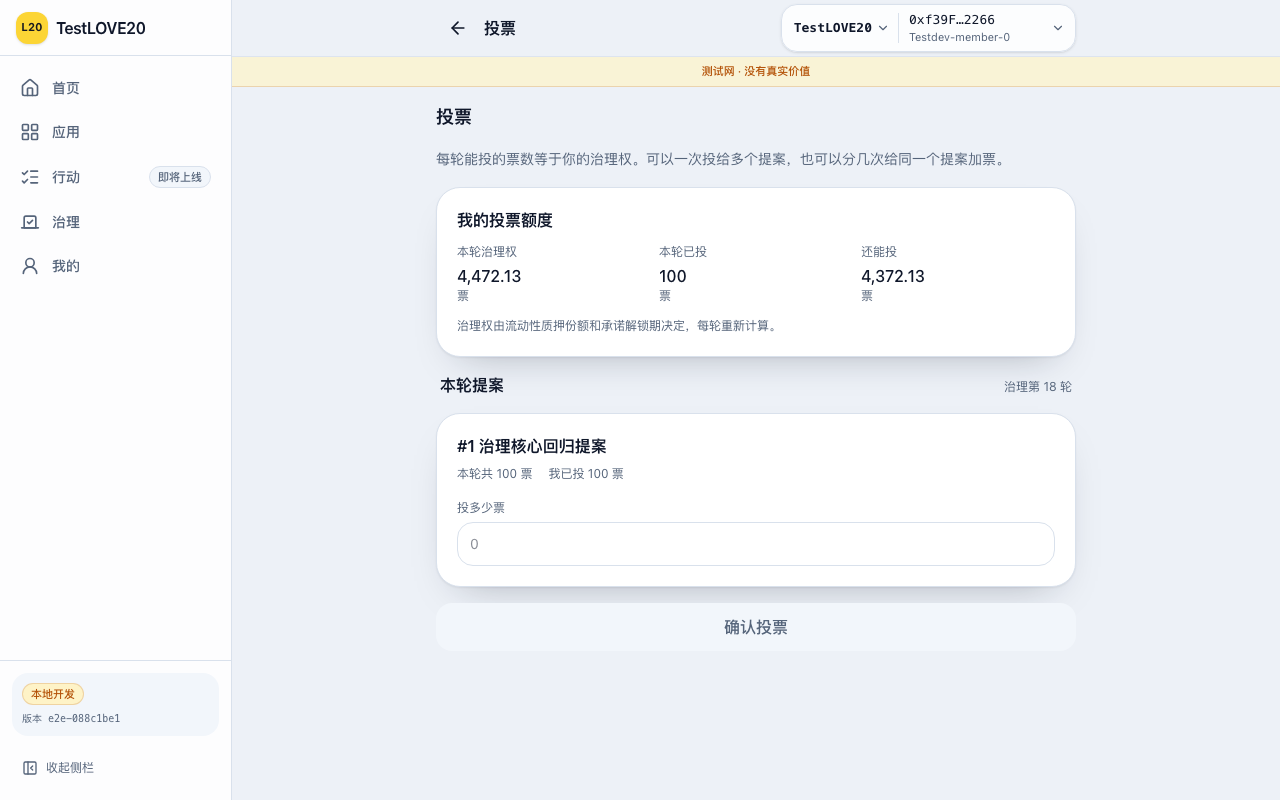 L20 TestLOVE20
首页
应用
行动 即将上线
治理
我的
本地开发
版本 e2e-088c1be1
收起侧栏
投票
TestLOVE20
0xf39F…2266
Testdev-member-0
测试网 · 没有真实价值
投票
每轮能投的票数等于你的治理权。可以一次投给多个提案，也可以分几次给同一个提案加票。
我的投票额度
本轮治理权 本轮已投 还能投
4,472.13 100 4,372.13
票 票 票
治理权由流动性质押份额和承诺解锁期决定，每轮重新计算。
本轮提案 治理第 18 轮
#1 治理核心回归提案
本轮共 100 票 我已投 100 票
投多少票
0
确认投票